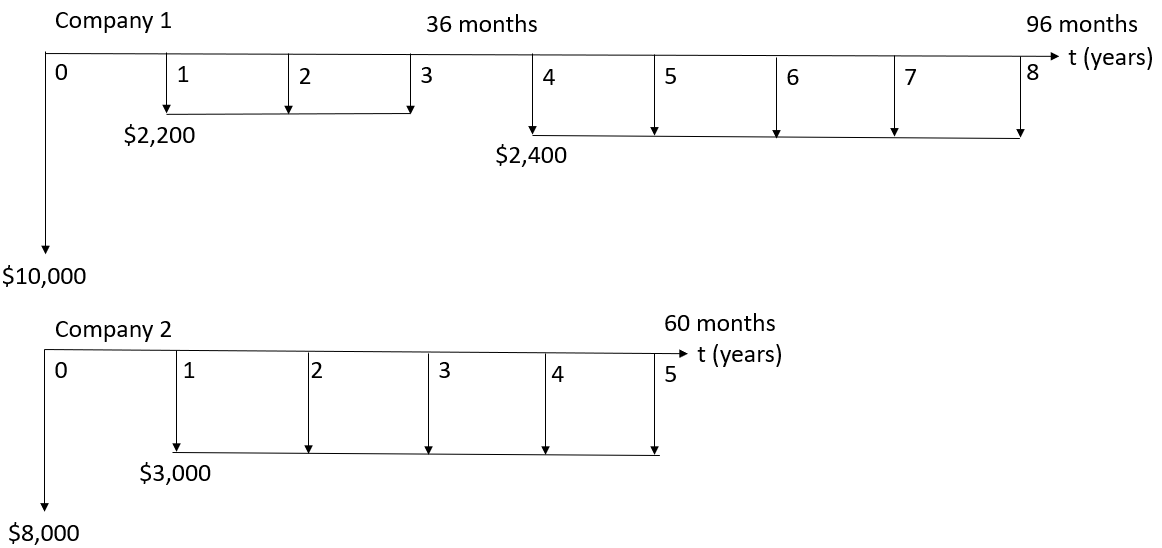 Company 1
36 months
96 months
t (years)
0
1
2
3
4
5
6
7
8
$2,200
$2,400
$10,000
Company 2
60 months
t (years)
0
1
2
3
4
5
$3,000
$8,000